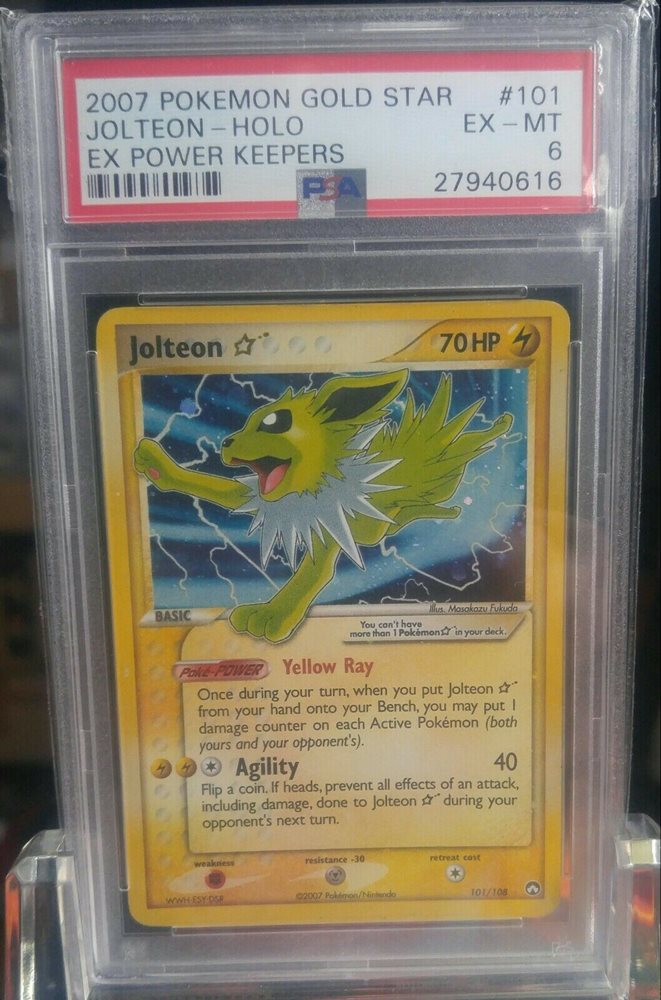 2007 POKEMON GOLD STAR #101
JOLTEON-HOLO EX-MT
EX POWER KEEPERS 6
PSA 27940616
Jolteon ☆ 70 HP
BASIC
Illus. Masakazu Fukuda
You can't have
more than 1 Pokémon☆ in your deck.
Poké-POWER Yellow Ray
Once during your turn, when you put Jolteon ☆
from your hand onto your Bench, you may put 1
damage counter on each Active Pokémon (both
yours and your opponent's).
Agility 40
Flip a coin. If heads, prevent all effects of an attack,
including damage, done to Jolteon ☆ during your
opponent's next turn.
weakness resistance -30 retreat cost
WWH-ESY-DSR ©2007 Pokémon/Nintendo 101/108